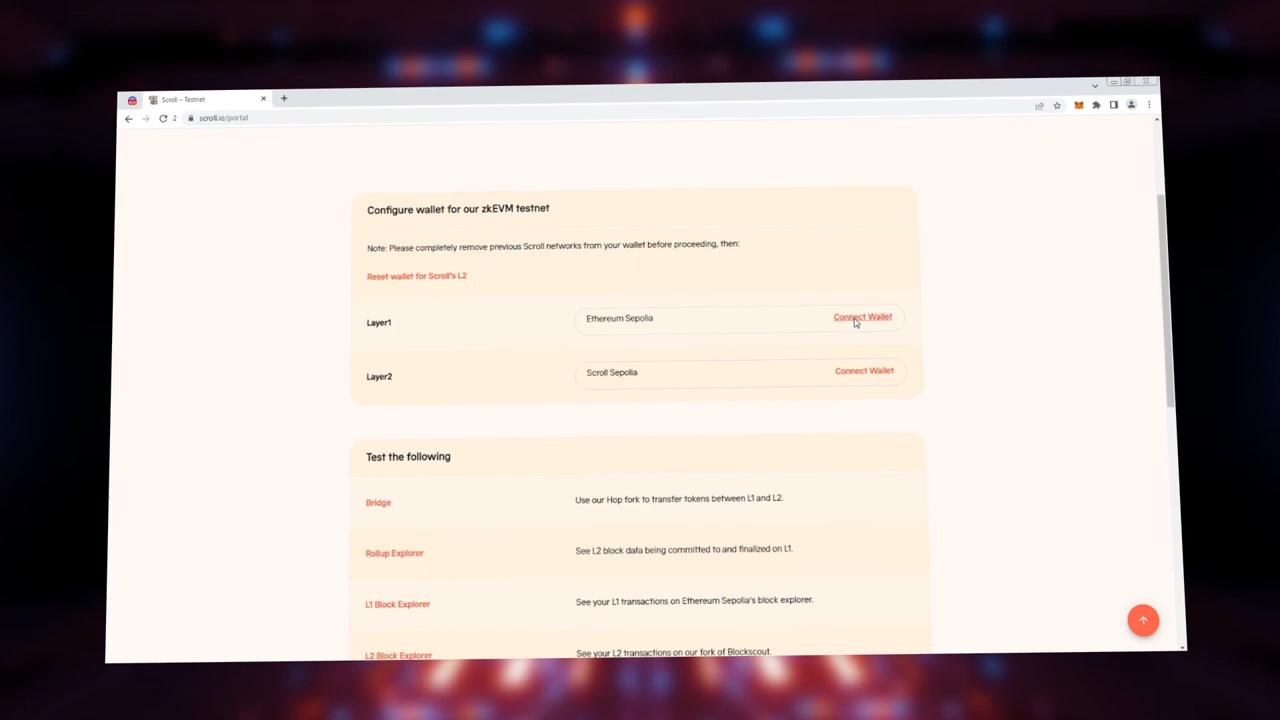 Scroll – Testnet
2
scroll.io/portal
Configure wallet for our zkEVM testnet
Note: Please completely remove previous Scroll networks from your wallet before proceeding, then:
Reset wallet for Scroll's L2
Layer1 Ethereum Sepolia Connect Wallet
Layer2 Scroll Sepolia Connect Wallet
Test the following
Bridge Use our Hop fork to transfer tokens between L1 and L2.
Rollup Explorer See L2 block data being committed to and finalized on L1.
L1 Block Explorer See your L1 transactions on Ethereum Sepolia's block explorer.
L2 Block Explorer See your L2 transactions on our fork of Blockscout.